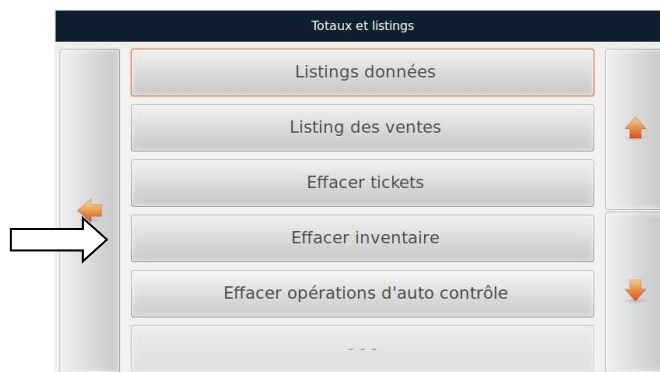 Totaux et listings
Listings données
Listing des ventes
Effacer tickets
Effacer inventaire
Effacer opérations d'auto contrôle
- - -